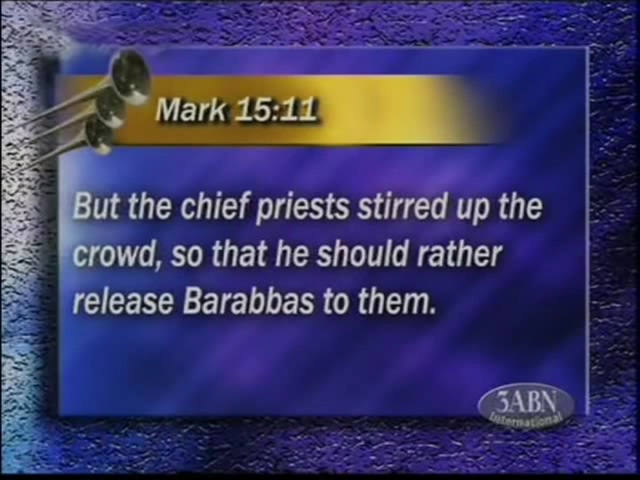 Mark 15:11
But the chief priests stirred up the
crowd, so that he should rather
release Barabbas to them.
3ABN
International